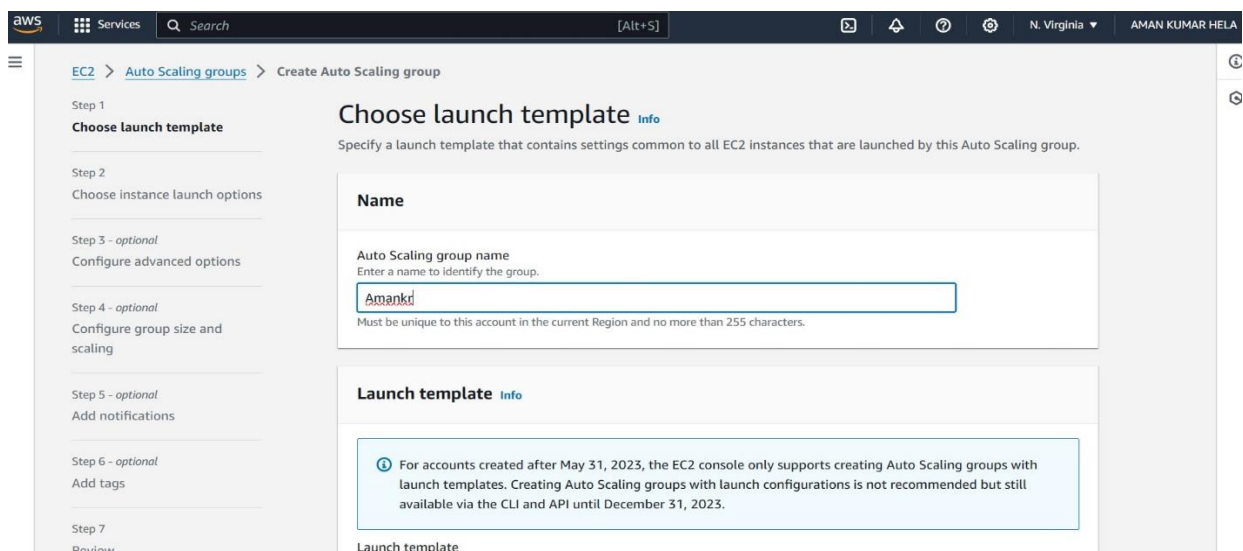 aws
Services
Search
[Alt+S]
N. Virginia
AMAN KUMAR HELA
EC2 > Auto Scaling groups > Create Auto Scaling group
Step 1
Choose launch template
Step 2
Choose instance launch options
Step 3 - optional
Configure advanced options
Step 4 - optional
Configure group size and
scaling
Step 5 - optional
Add notifications
Step 6 - optional
Add tags
Step 7
Review
Choose launch template Info
Specify a launch template that contains settings common to all EC2 instances that are launched by this Auto Scaling group.
Name
Auto Scaling group name
Enter a name to identify the group.
Amankr
Must be unique to this account in the current Region and no more than 255 characters.
Launch template Info
For accounts created after May 31, 2023, the EC2 console only supports creating Auto Scaling groups with
launch templates. Creating Auto Scaling groups with launch configurations is not recommended but still
available via the CLI and API until December 31, 2023.
Launch template